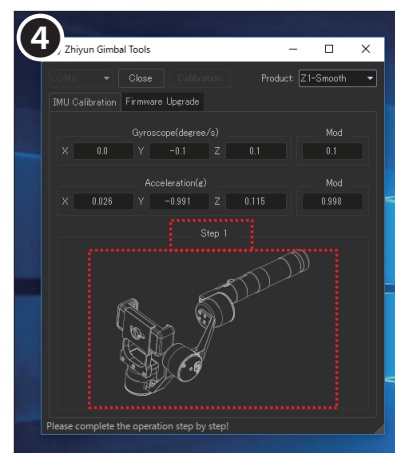 4
Zhiyun Gimbal Tools
COM3 Close Calibration Product: Z1-Smooth
IMU Calibration Firmware Upgrade
Gyroscope(degree/s) Mod
X 0.0 Y -0.1 Z 0.1 0.1
Acceleration(g) Mod
X 0.026 Y -0.991 Z 0.115 0.998
Step 1
Please complete the operation step by step!